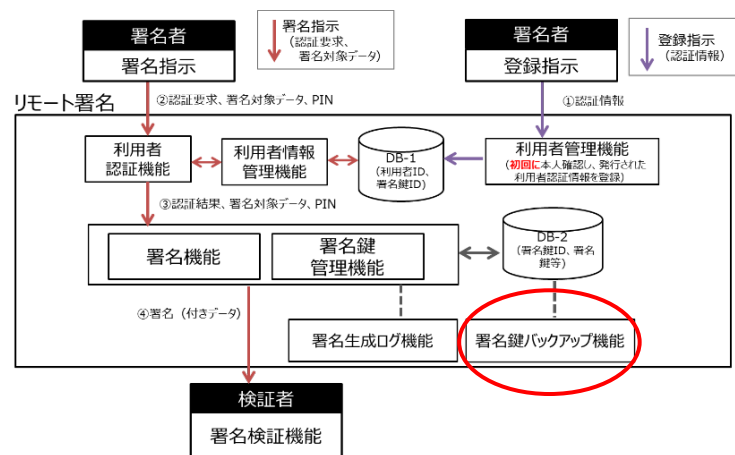 署名者
署名指示
署名指示
(認証要求、
署名対象データ)
署名者
登録指示
登録指示
(認証情報)
リモート署名
②認証要求、署名対象データ、PIN
①認証情報
利用者
認証機能
利用者情報
管理機能
DB-1
(利用者ID、
署名鍵ID)
利用者管理機能
(初回に本人確認し、発行された
利用者認証情報を登録)
③認証結果、署名対象データ、PIN
署名機能
署名鍵
管理機能
DB-2
(署名鍵ID、署名
鍵等)
④署名（付きデータ）
署名生成ログ機能
署名鍵バックアップ機能
検証者
署名検証機能